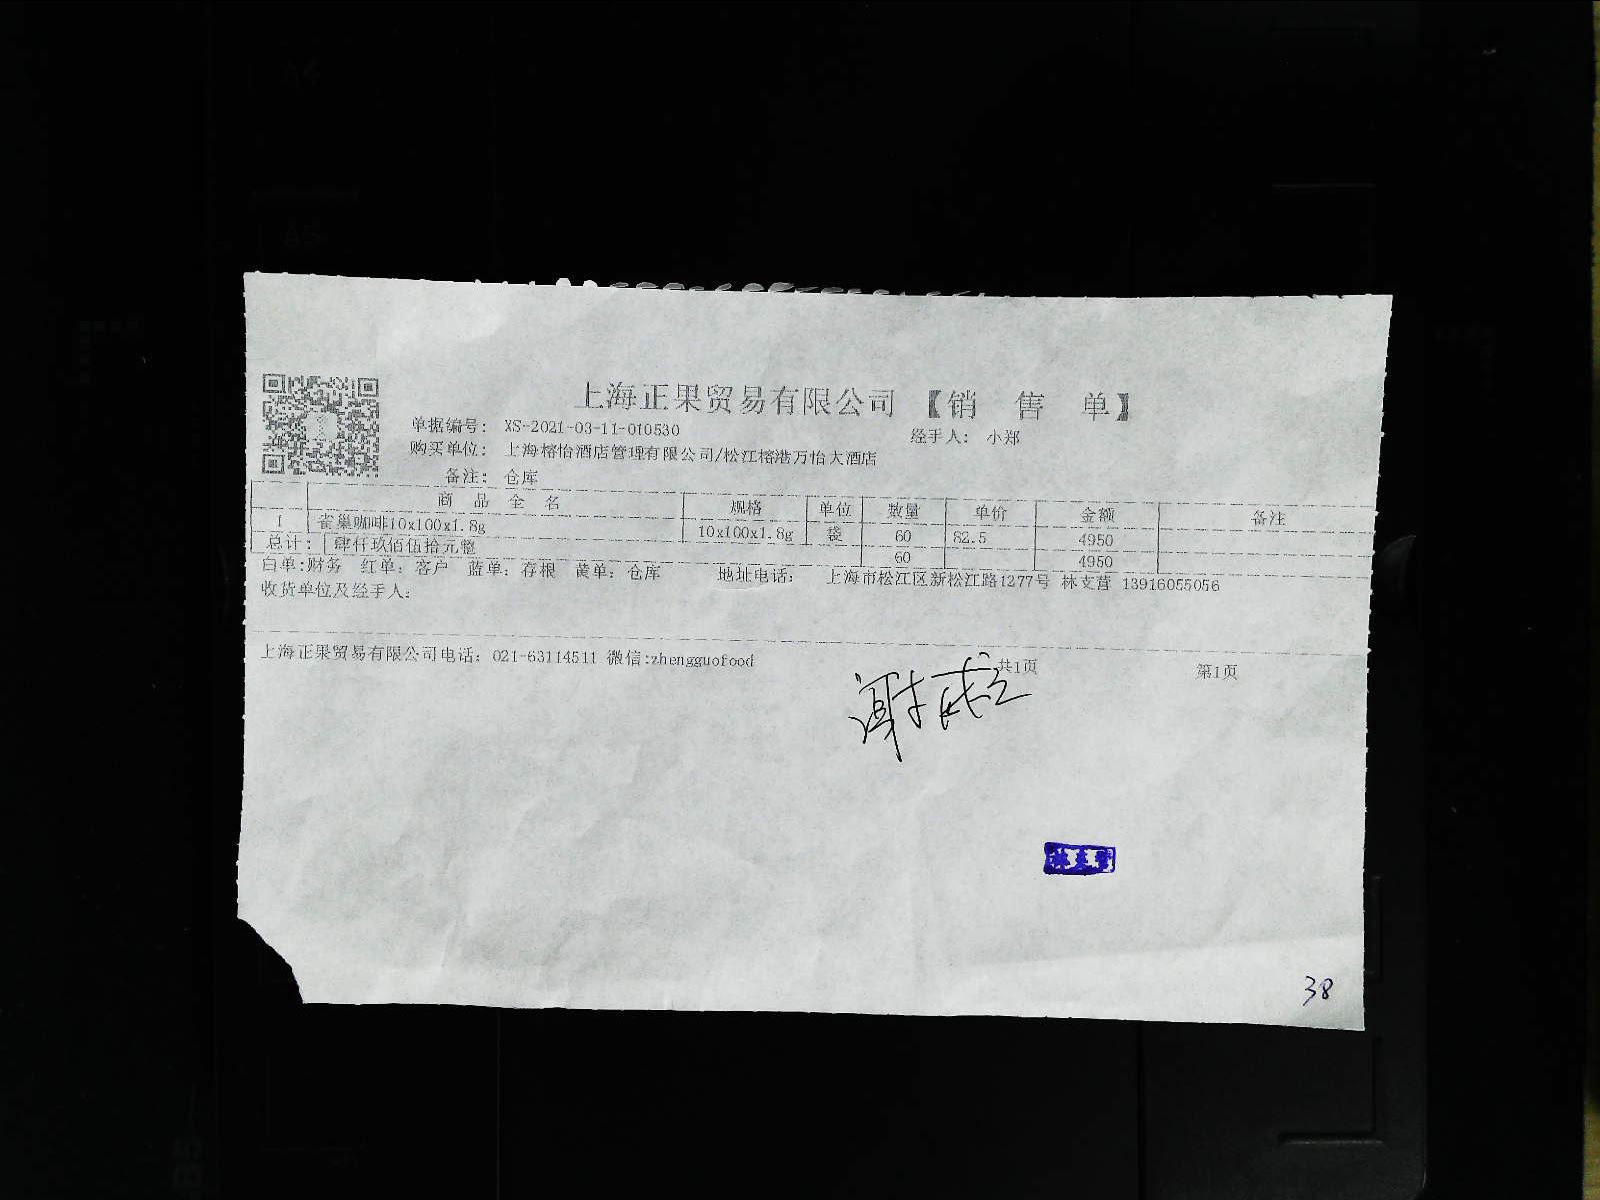 上海正果贸易有限公司 【销 售 单】
单据编号: XS-2021-03-11-010530 经手人: 小郑
购买单位: 上海榕怡酒店管理有限公司/松江榕港万怡大酒店
备注: 仓库
商 品 全 名 规格 单位 数量 单价 金额 备注
1 雀巢咖啡10x100x1.8g 10x100x1.8g 袋 60 82.5 4950
总计: 肆仟玖佰伍拾元整 60 4950
白单:财务 红单: 客户 蓝单: 存根 黄单: 仓库 地址电话: 上海市松江区新松江路1277号 林支营 13916055056
收货单位及经手人:
上海正果贸易有限公司电话: 021-63114511 微信:zhengguofood 共1页 第1页
38